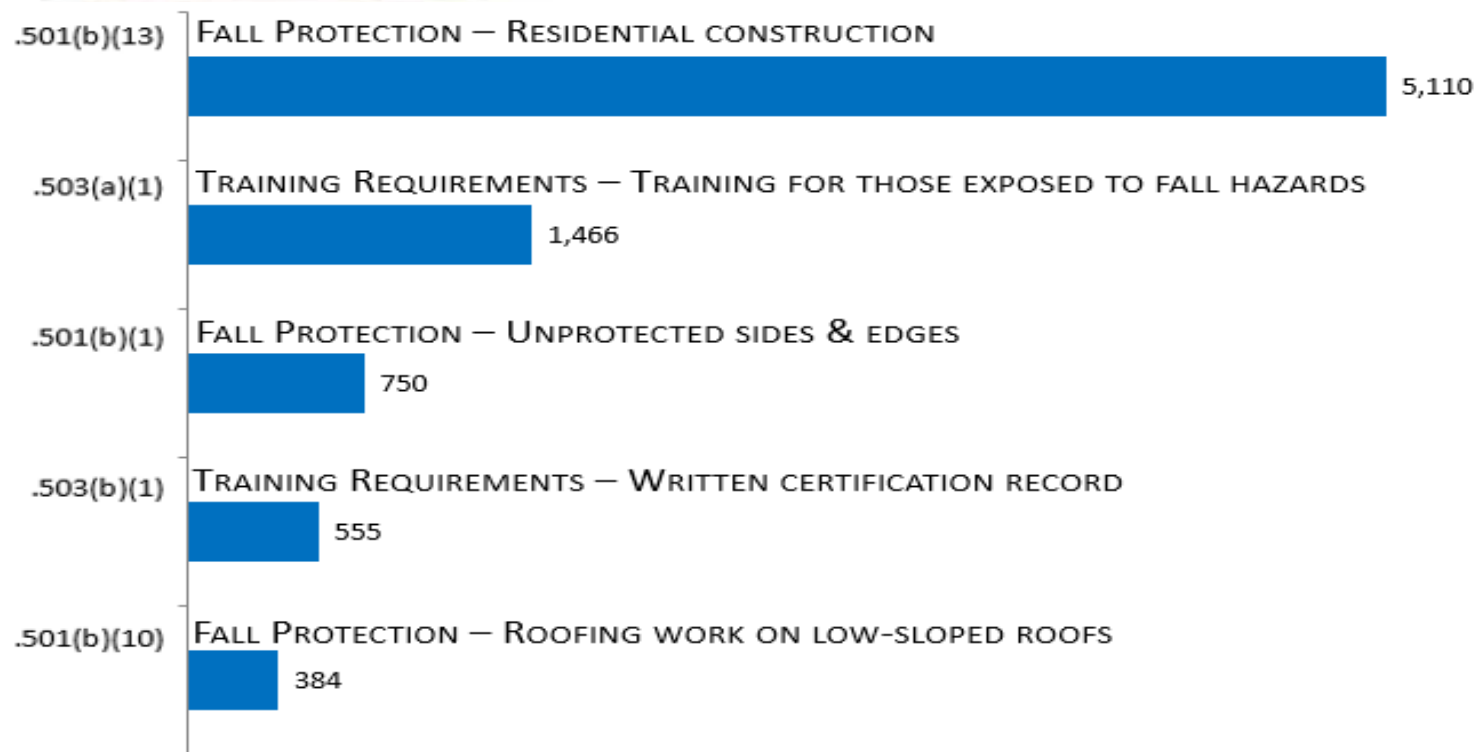 .501(b)(13) FALL PROTECTION – RESIDENTIAL CONSTRUCTION
5,110
.503(a)(1) TRAINING REQUIREMENTS – TRAINING FOR THOSE EXPOSED TO FALL HAZARDS
1,466
.501(b)(1) FALL PROTECTION – UNPROTECTED SIDES & EDGES
750
.503(b)(1) TRAINING REQUIREMENTS – WRITTEN CERTIFICATION RECORD
555
.501(b)(10) FALL PROTECTION – ROOFING WORK ON LOW-SLOPED ROOFS
384